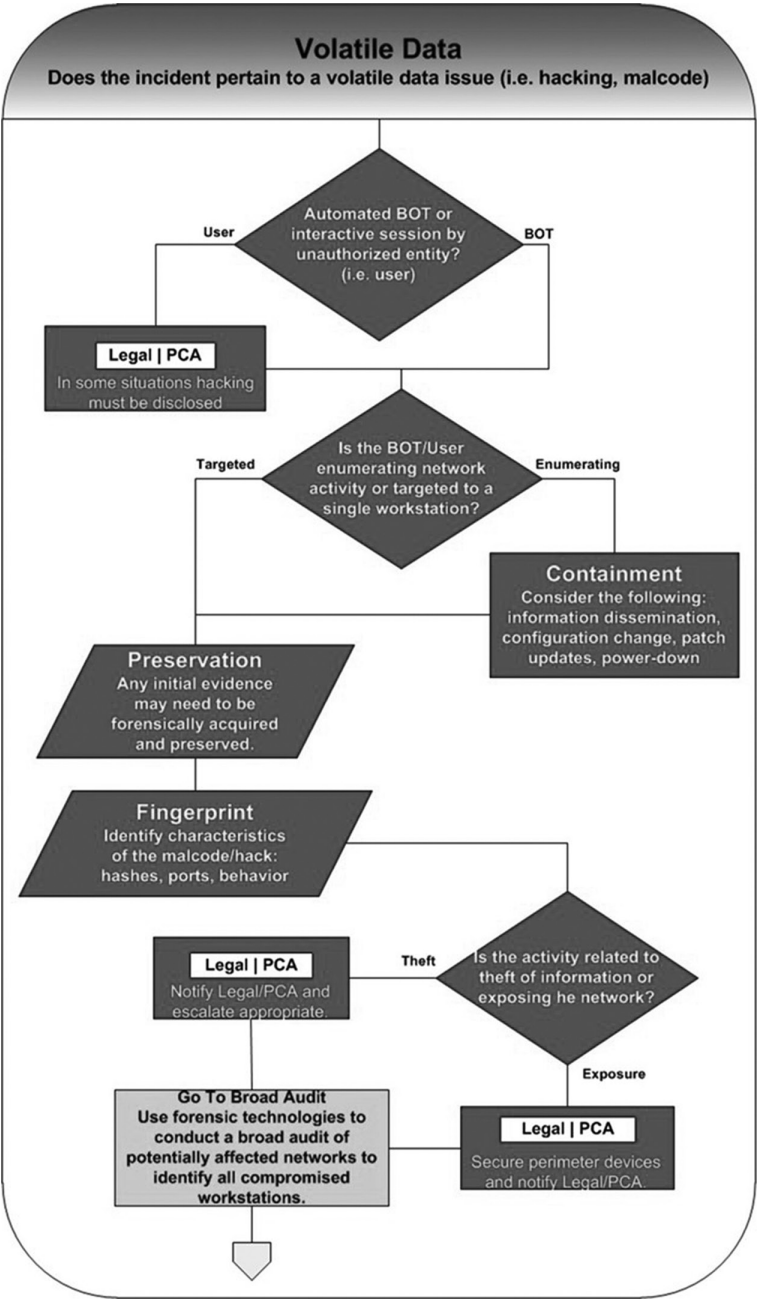 Volatile Data
Does the incident pertain to a volatile data issue (i.e. hacking, malcode)
Automated BOT or
interactive session by
unauthorized entity?
(i.e. user)
User
BOT
Legal | PCA
In some situations hacking
must be disclosed
Is the BOT/User
enumerating network
activity or targeted to a
single workstation?
Targeted
Enumerating
Containment
Consider the following:
information dissemination,
configuration change, patch
updates, power-down
Preservation
Any initial evidence
may need to be
forensically acquired
and preserved.
Fingerprint
Identify characteristics
of the malcode/hack:
hashes, ports, behavior
Is the activity related to
theft of information or
exposing he network?
Theft
Legal | PCA
Notify Legal/PCA and
escalate appropriate.
Exposure
Legal | PCA
Secure perimeter devices
and notify Legal/PCA.
Go To Broad Audit
Use forensic technologies to
conduct a broad audit of
potentially affected networks to
identify all compromised
workstations.